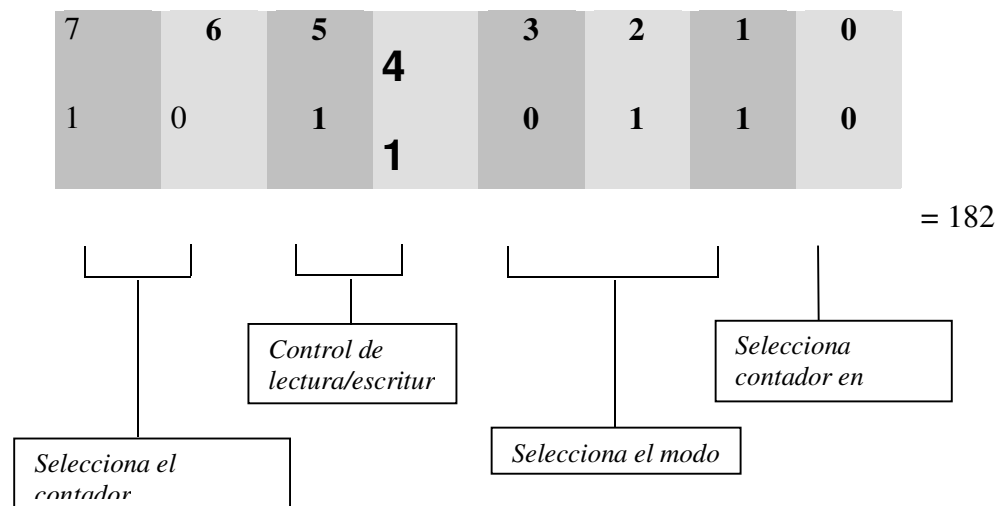 7 6 5 4 3 2 1 0
1 0 1 1 0 1 1 0
= 182
Control de
lectura/escritur
Selecciona
contador en
Selecciona el modo
Selecciona el
contador